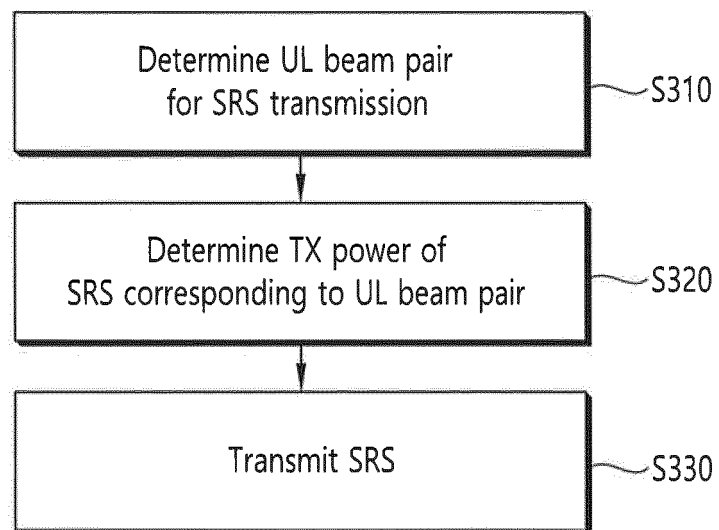 Determine UL beam pair
for SRS transmission
S310
Determine TX power of
SRS corresponding to UL beam pair
S320
Transmit SRS
S330